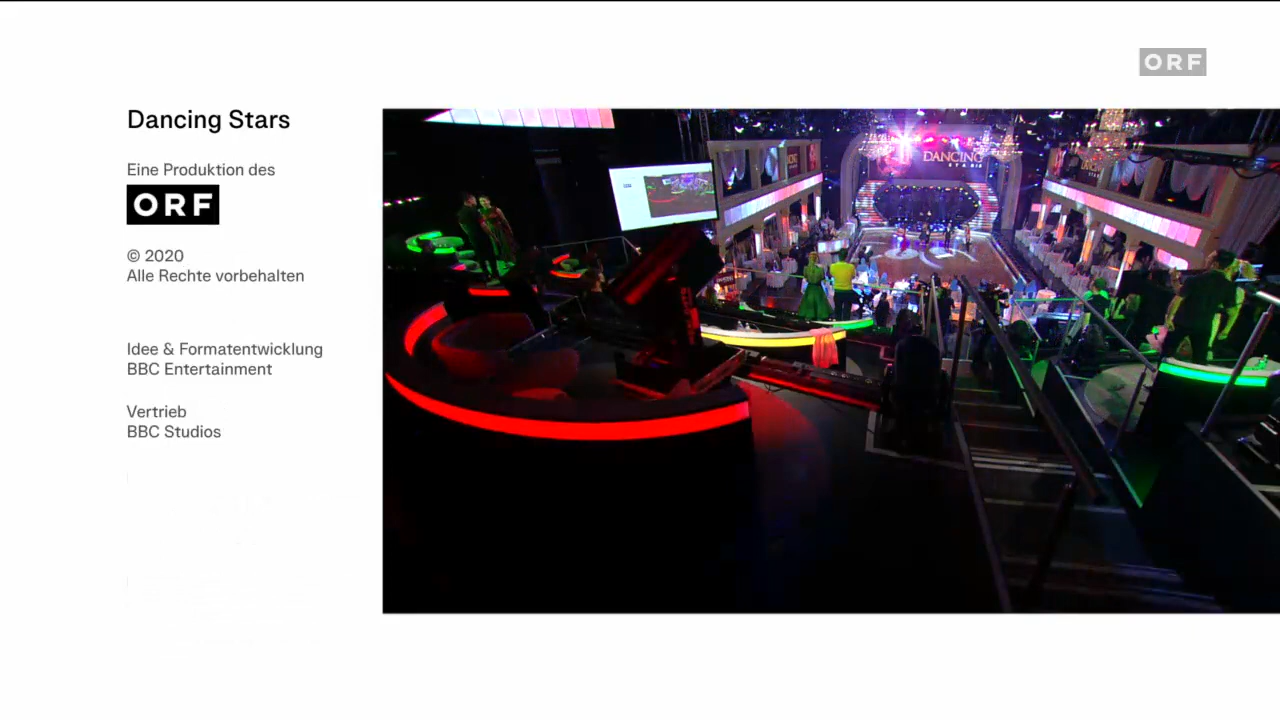 ORF
Dancing Stars
Eine Produktion des
ORF
© 2020
Alle Rechte vorbehalten
Idee & Formatentwicklung
BBC Entertainment
Vertrieb
BBC Studios
DANCING
STARS